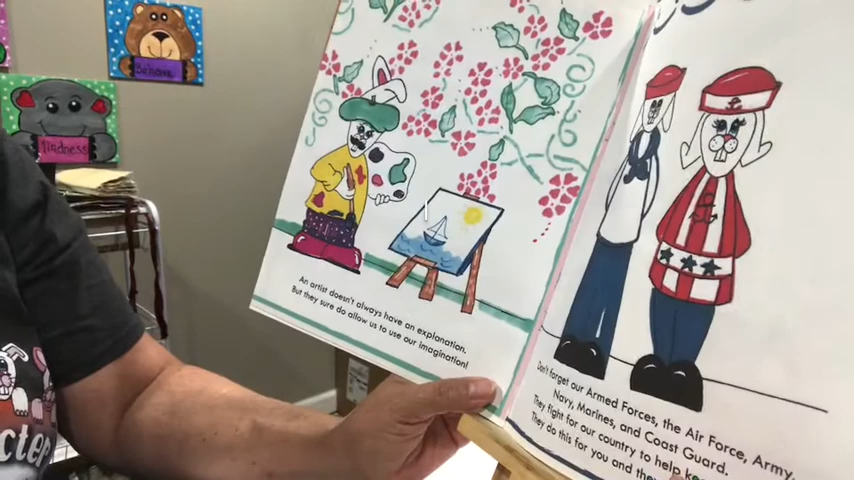 Behave
kindness
acter
An artist doesn't always have an explanation.
But they sure do allow us to use our imagination!
Don't forget our Armed Forces, the Air Force, Army,
Navy, Marines, and Coast Guard.
They fight for our country to help
They do this for you, and